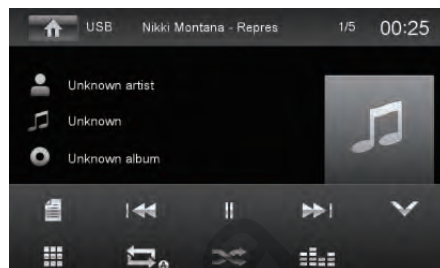 USB Nikki Montana - Repres 1/5 00:25
Unknown artist
Unknown
Unknown album